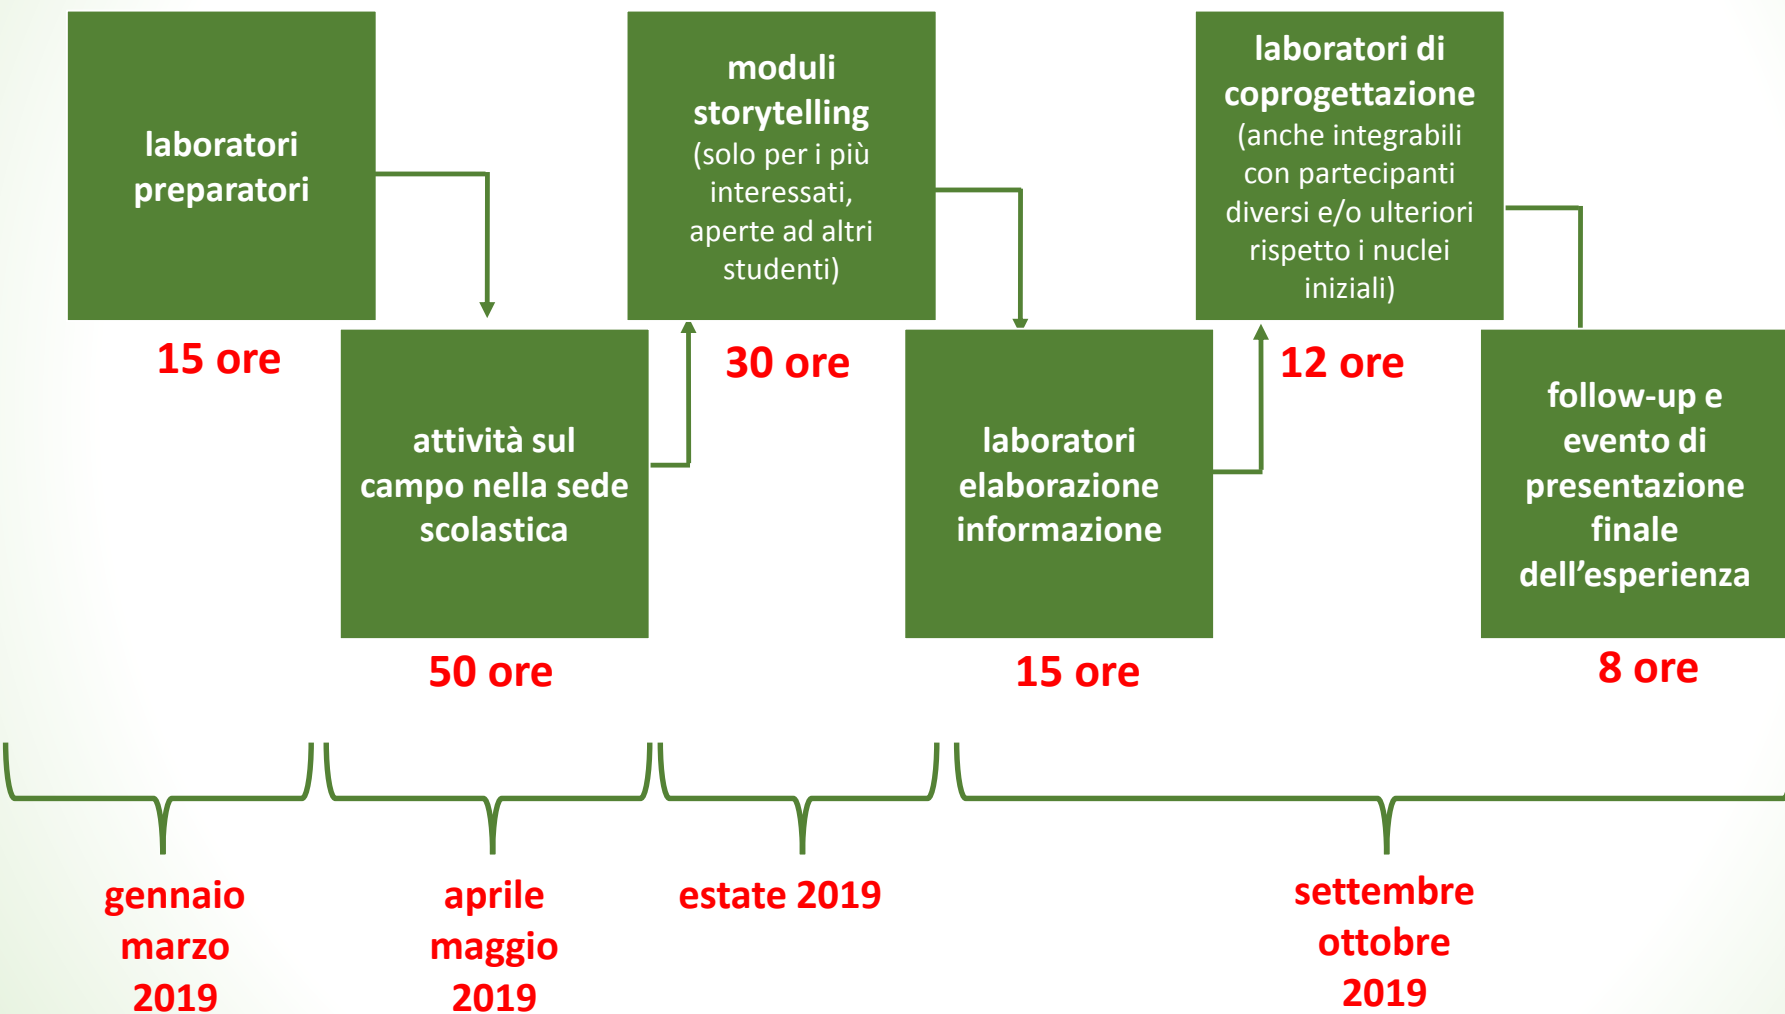 laboratori
preparatori
15 ore
attività sul
campo nella sede
scolastica
50 ore
moduli
storytelling
(solo per i più
interessati,
aperte ad altri
studenti)
30 ore
laboratori
elaborazione
informazione
15 ore
laboratori di
coprogettazione
(anche integrabili
con partecipanti
diversi e/o ulteriori
rispetto i nuclei
iniziali)
12 ore
follow-up e
evento di
presentazione
finale
dell’esperienza
8 ore
gennaio
marzo
2019
aprile
maggio
2019
estate 2019
settembre
ottobre
2019